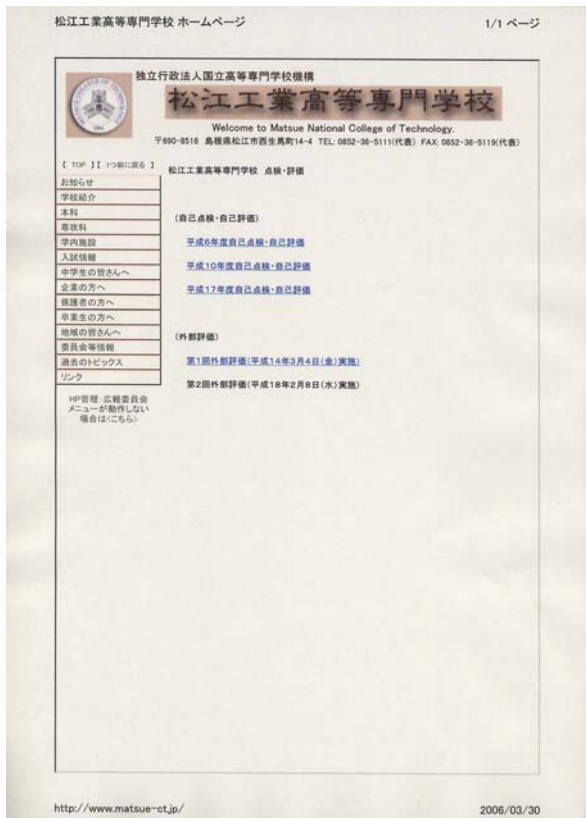 松江工業高等専門学校 ホームページ
1/1 ページ
独立行政法人国立高等専門学校機構
松江工業高等専門学校
Welcome to Matsue National College of Technology.
〒690-8518 島根県松江市西生馬町14-4 TEL: 0852-36-5111(代表) FAX: 0852-36-5119(代表)
【 TOP 】【 1つ前に戻る 】
お知らせ
学校紹介
本科
専攻科
学内施設
入試情報
中学生の皆さんへ
企業の方へ
保護者の方へ
卒業生の方へ
地域の皆さんへ
委員会等情報
過去のトピックス
リンク
HP管理:広報委員会
メニューが動作しない
場合は<こちら>
松江工業高等専門学校 点検・評価
(自己点検・自己評価)
平成6年度自己点検・自己評価
平成10年度自己点検・自己評価
平成17年度自己点検・自己評価
(外部評価)
第1回外部評価(平成14年3月4日(金)実施)
第2回外部評価(平成18年2月8日(水)実施)
http://www.matsue-ct.jp/
2006/03/30